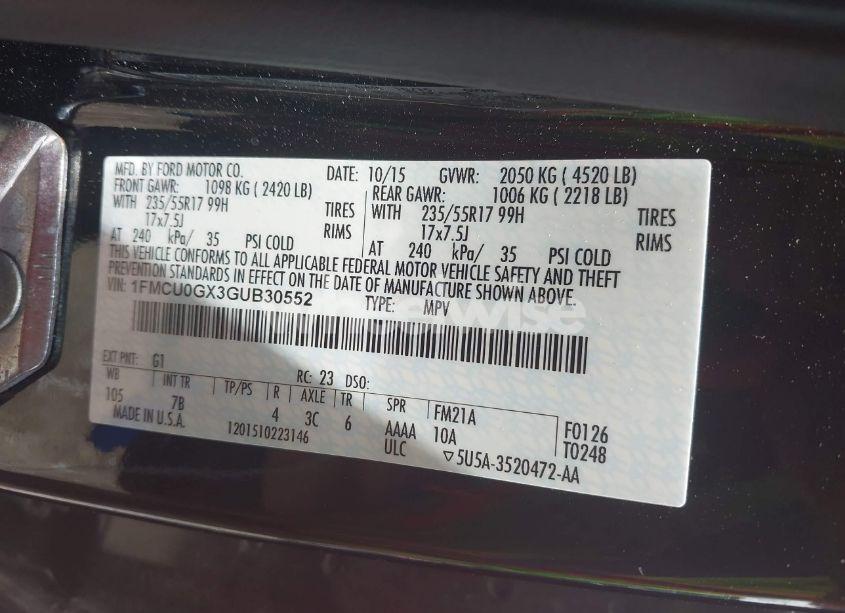 MFD. BY FORD MOTOR CO. DATE: 10/15 GVWR: 2050 KG ( 4520 LB)
FRONT GAWR: 1098 KG ( 2420 LB) REAR GAWR: 1006 KG ( 2218 LB)
WITH 235/55R17 99H TIRES WITH 235/55R17 99H TIRES
17x7.5J RIMS 17x7.5J RIMS
AT 240 kPa/ 35 PSI COLD AT 240 kPa/ 35 PSI COLD
THIS VEHICLE CONFORMS TO ALL APPLICABLE FEDERAL MOTOR VEHICLE SAFETY AND THEFT
PREVENTION STANDARDS IN EFFECT ON THE DATE OF MANUFACTURE SHOWN ABOVE.
VIN: 1FMCU0GX3GUB30552 TYPE: MPV
EXT PNT: G1 RC: 23 DSO:
WB INT TR TP/PS R AXLE TR SPR FM21A F0126
105 7B 4 3C 6 AAAA 10A T0248
MADE IN U.S.A. 1201510223146 ULC ▽5U5A-3520472-AA